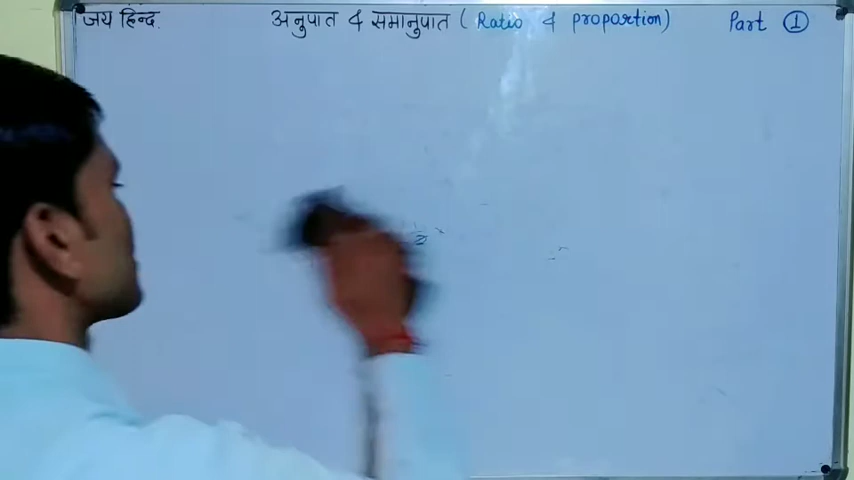 जय हिन्द. अनुपात & समानुपात ( Ratio & proportion) Part ①